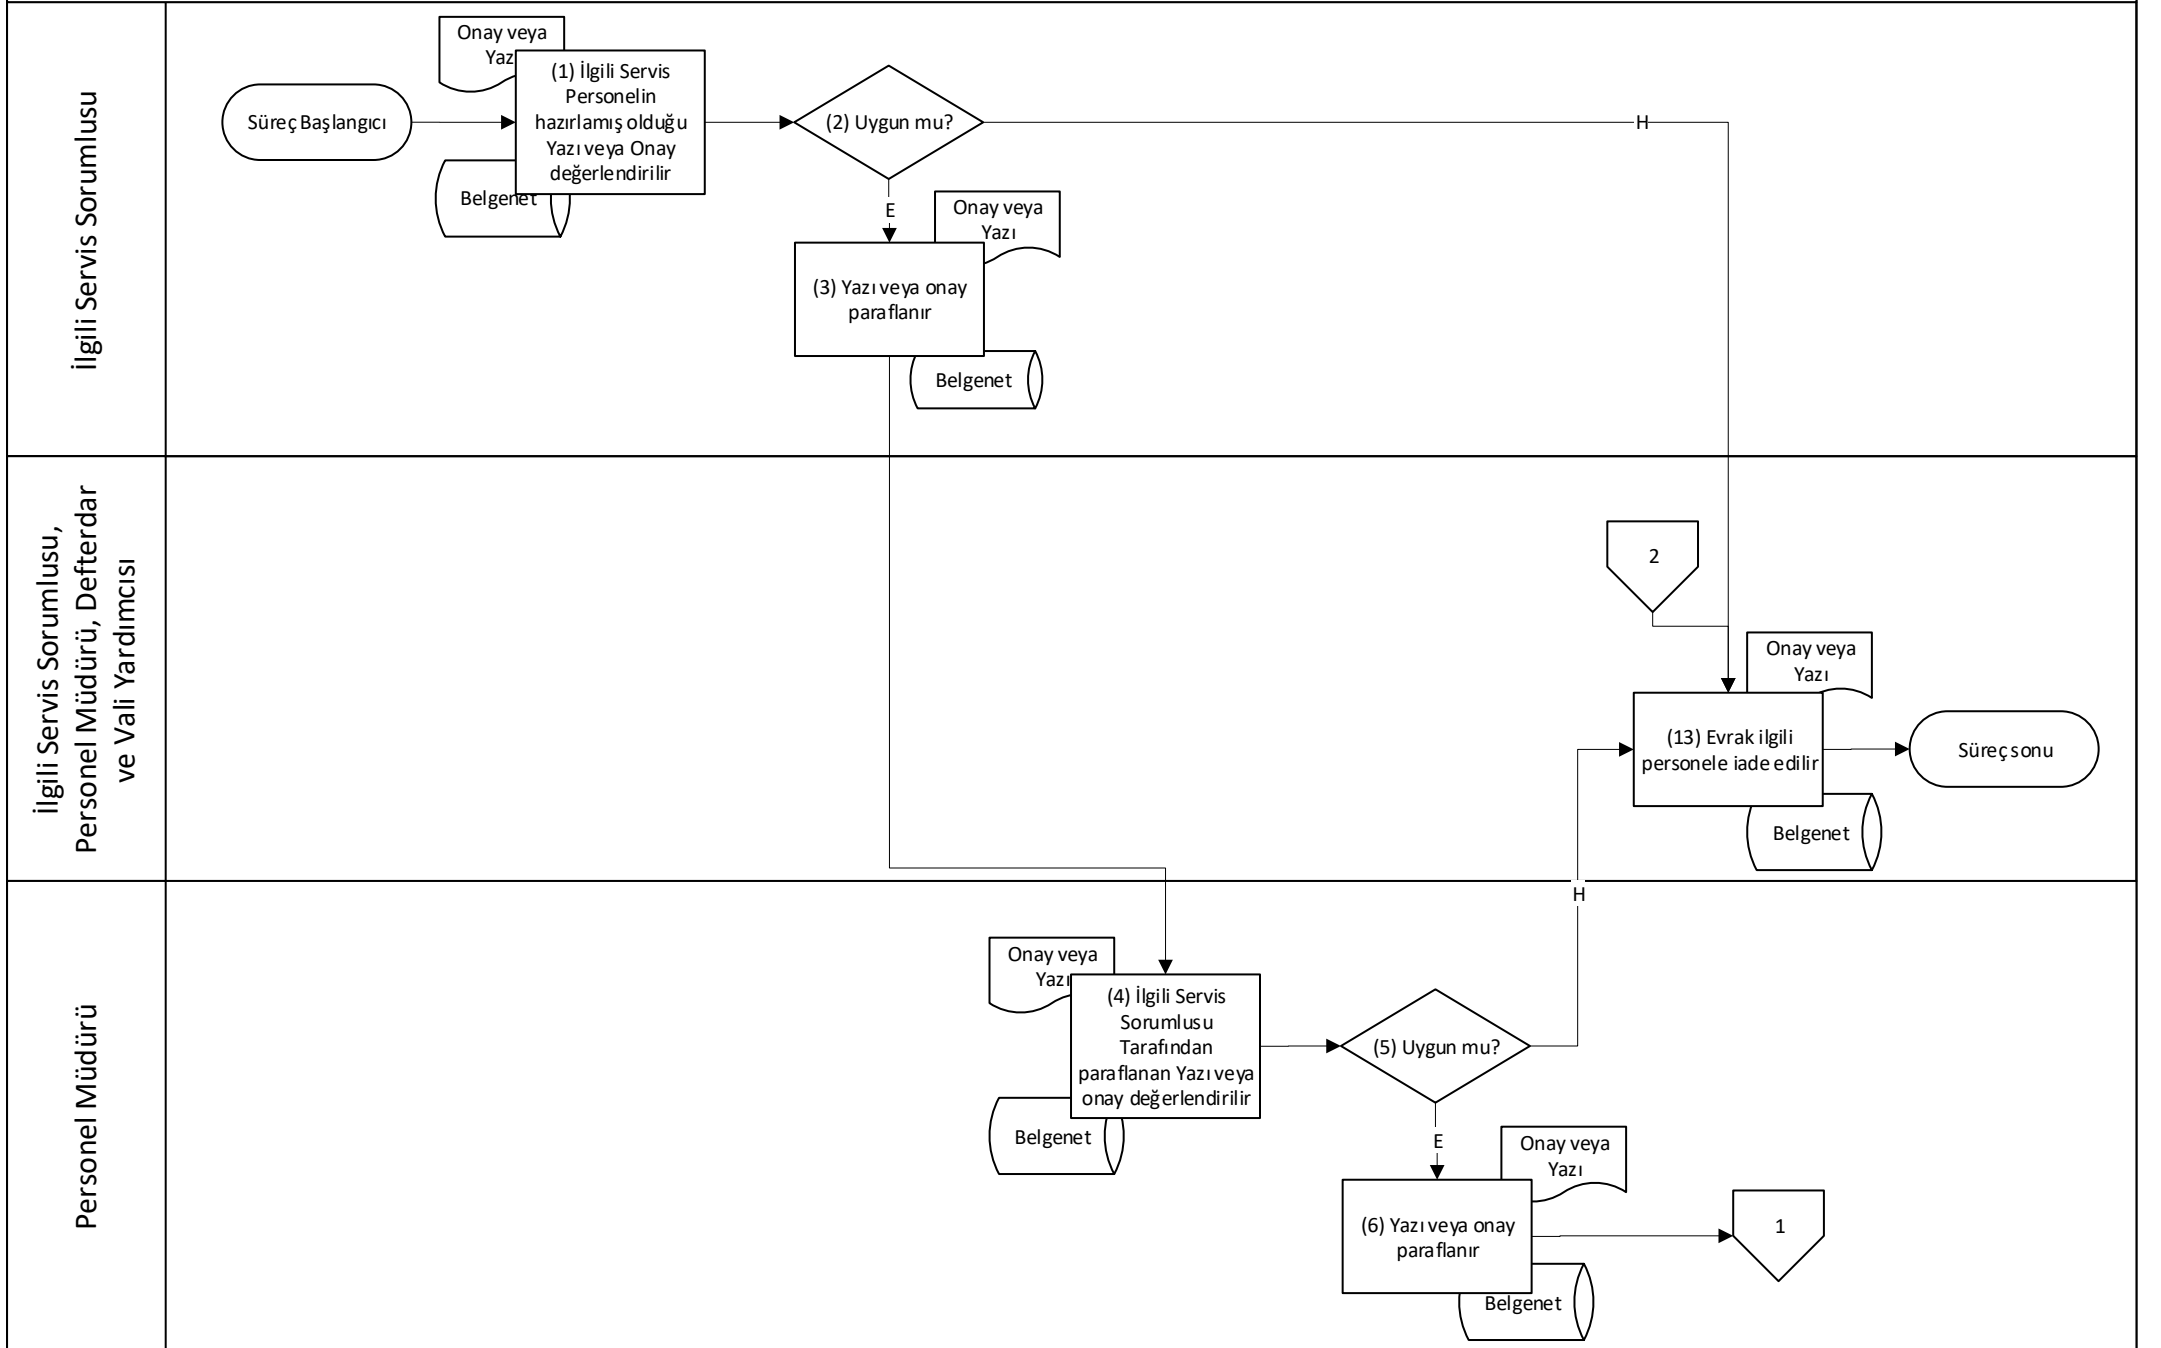 İlgili Servis Sorumlusu
Süreç Başlangıcı
Onay veya
Yazı
(1) İlgili Servis
Personelin
hazırlamış olduğu
Yazı veya Onay
değerlendirilir
Belgenet
(2) Uygun mu?
H
E
Onay veya
Yazı
(3) Yazı veya onay
paraflanır
Belgenet
İlgili Servis Sorumlusu,
Personel Müdürü, Defterdar
ve Vali Yardımcısı
2
Onay veya
Yazı
(13) Evrak ilgili
personele iade edilir
Süreç sonu
Belgenet
Personel Müdürü
H
Onay veya
Yazı
(4) İlgili Servis
Sorumlusu
Tarafından
paraflanan Yazı veya
onay değerlendirilir
Belgenet
(5) Uygun mu?
E
Onay veya
Yazı
(6) Yazı veya onay
paraflanır
1
Belgenet